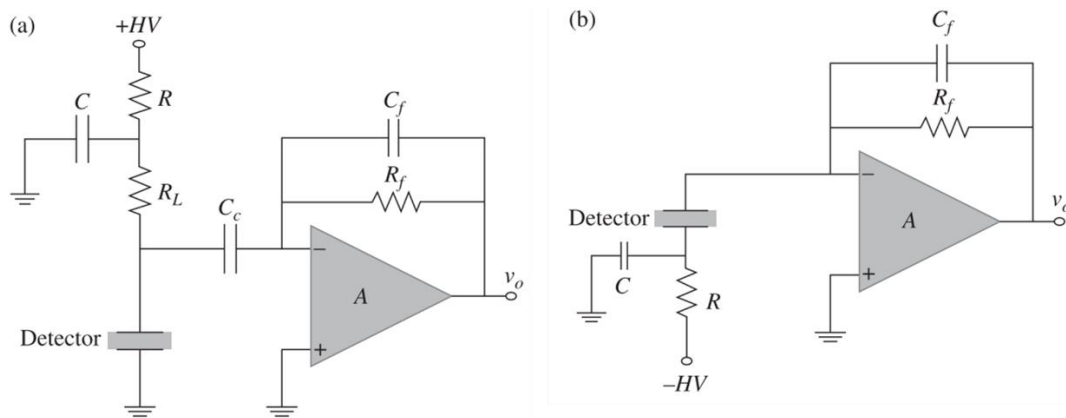 (a)
+HV
C
R
C_f
R_L
R_f
C_c
−
A
v_o
Detector
+
(b)
C_f
R_f
−
Detector
A
v_o
C
+
R
–HV